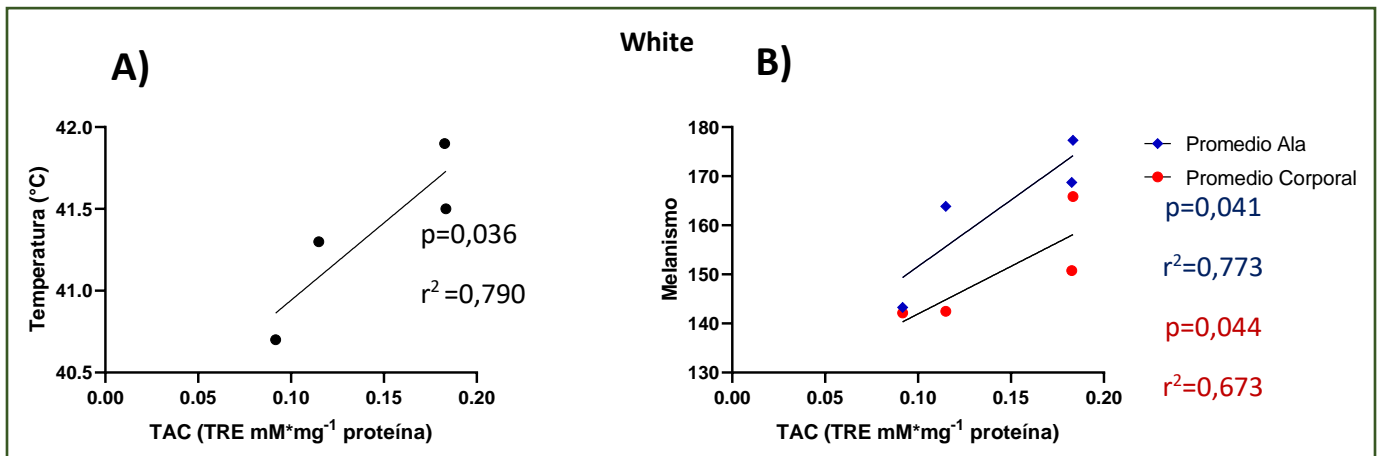 White
A)
Temperatura (°C)
42.0
41.5
41.0
40.5
0.00 0.05 0.10 0.15 0.20
TAC (TRE mM*mg⁻¹ proteína)
p=0,036
r² =0,790
B)
Melanismo
180
170
160
150
140
130
0.00 0.05 0.10 0.15 0.20
TAC (TRE mM*mg⁻¹ proteína)
Promedio Ala
Promedio Corporal
p=0,041
r²=0,773
p=0,044
r²=0,673